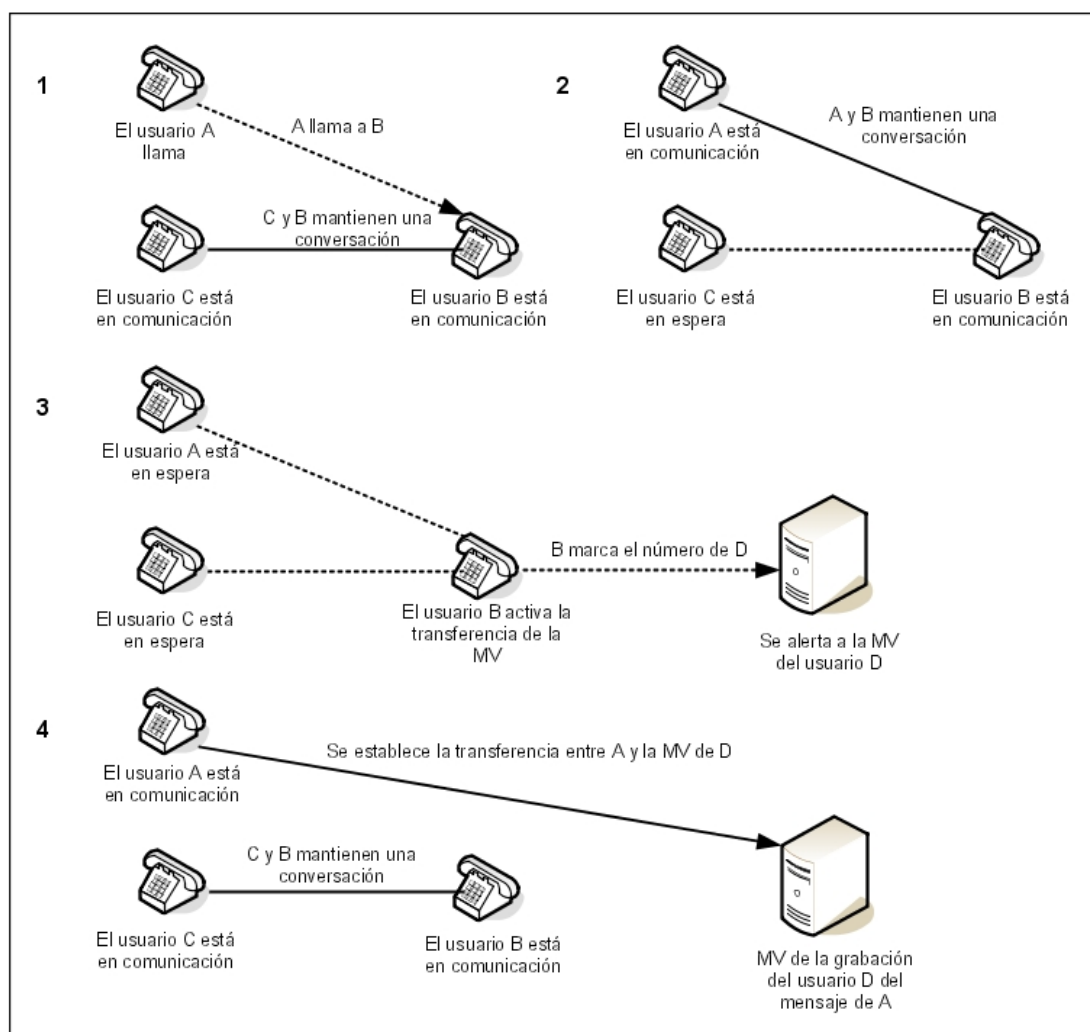 1
El usuario A
llama
A llama a B
C y B mantienen una
conversación
El usuario C está
en comunicación
El usuario B está
en comunicación
2
El usuario A está
en comunicación
A y B mantienen una
conversación
El usuario C está
en espera
El usuario B está
en comunicación
3
El usuario A está
en espera
El usuario C está
en espera
B marca el número de D
El usuario B activa la
transferencia de la
MV
Se alerta a la MV
del usuario D
4
El usuario A está
en comunicación
Se establece la transferencia entre A y la MV de D
C y B mantienen una
conversación
El usuario C está
en comunicación
El usuario B está
en comunicación
MV de la grabación
del usuario D del
mensaje de A